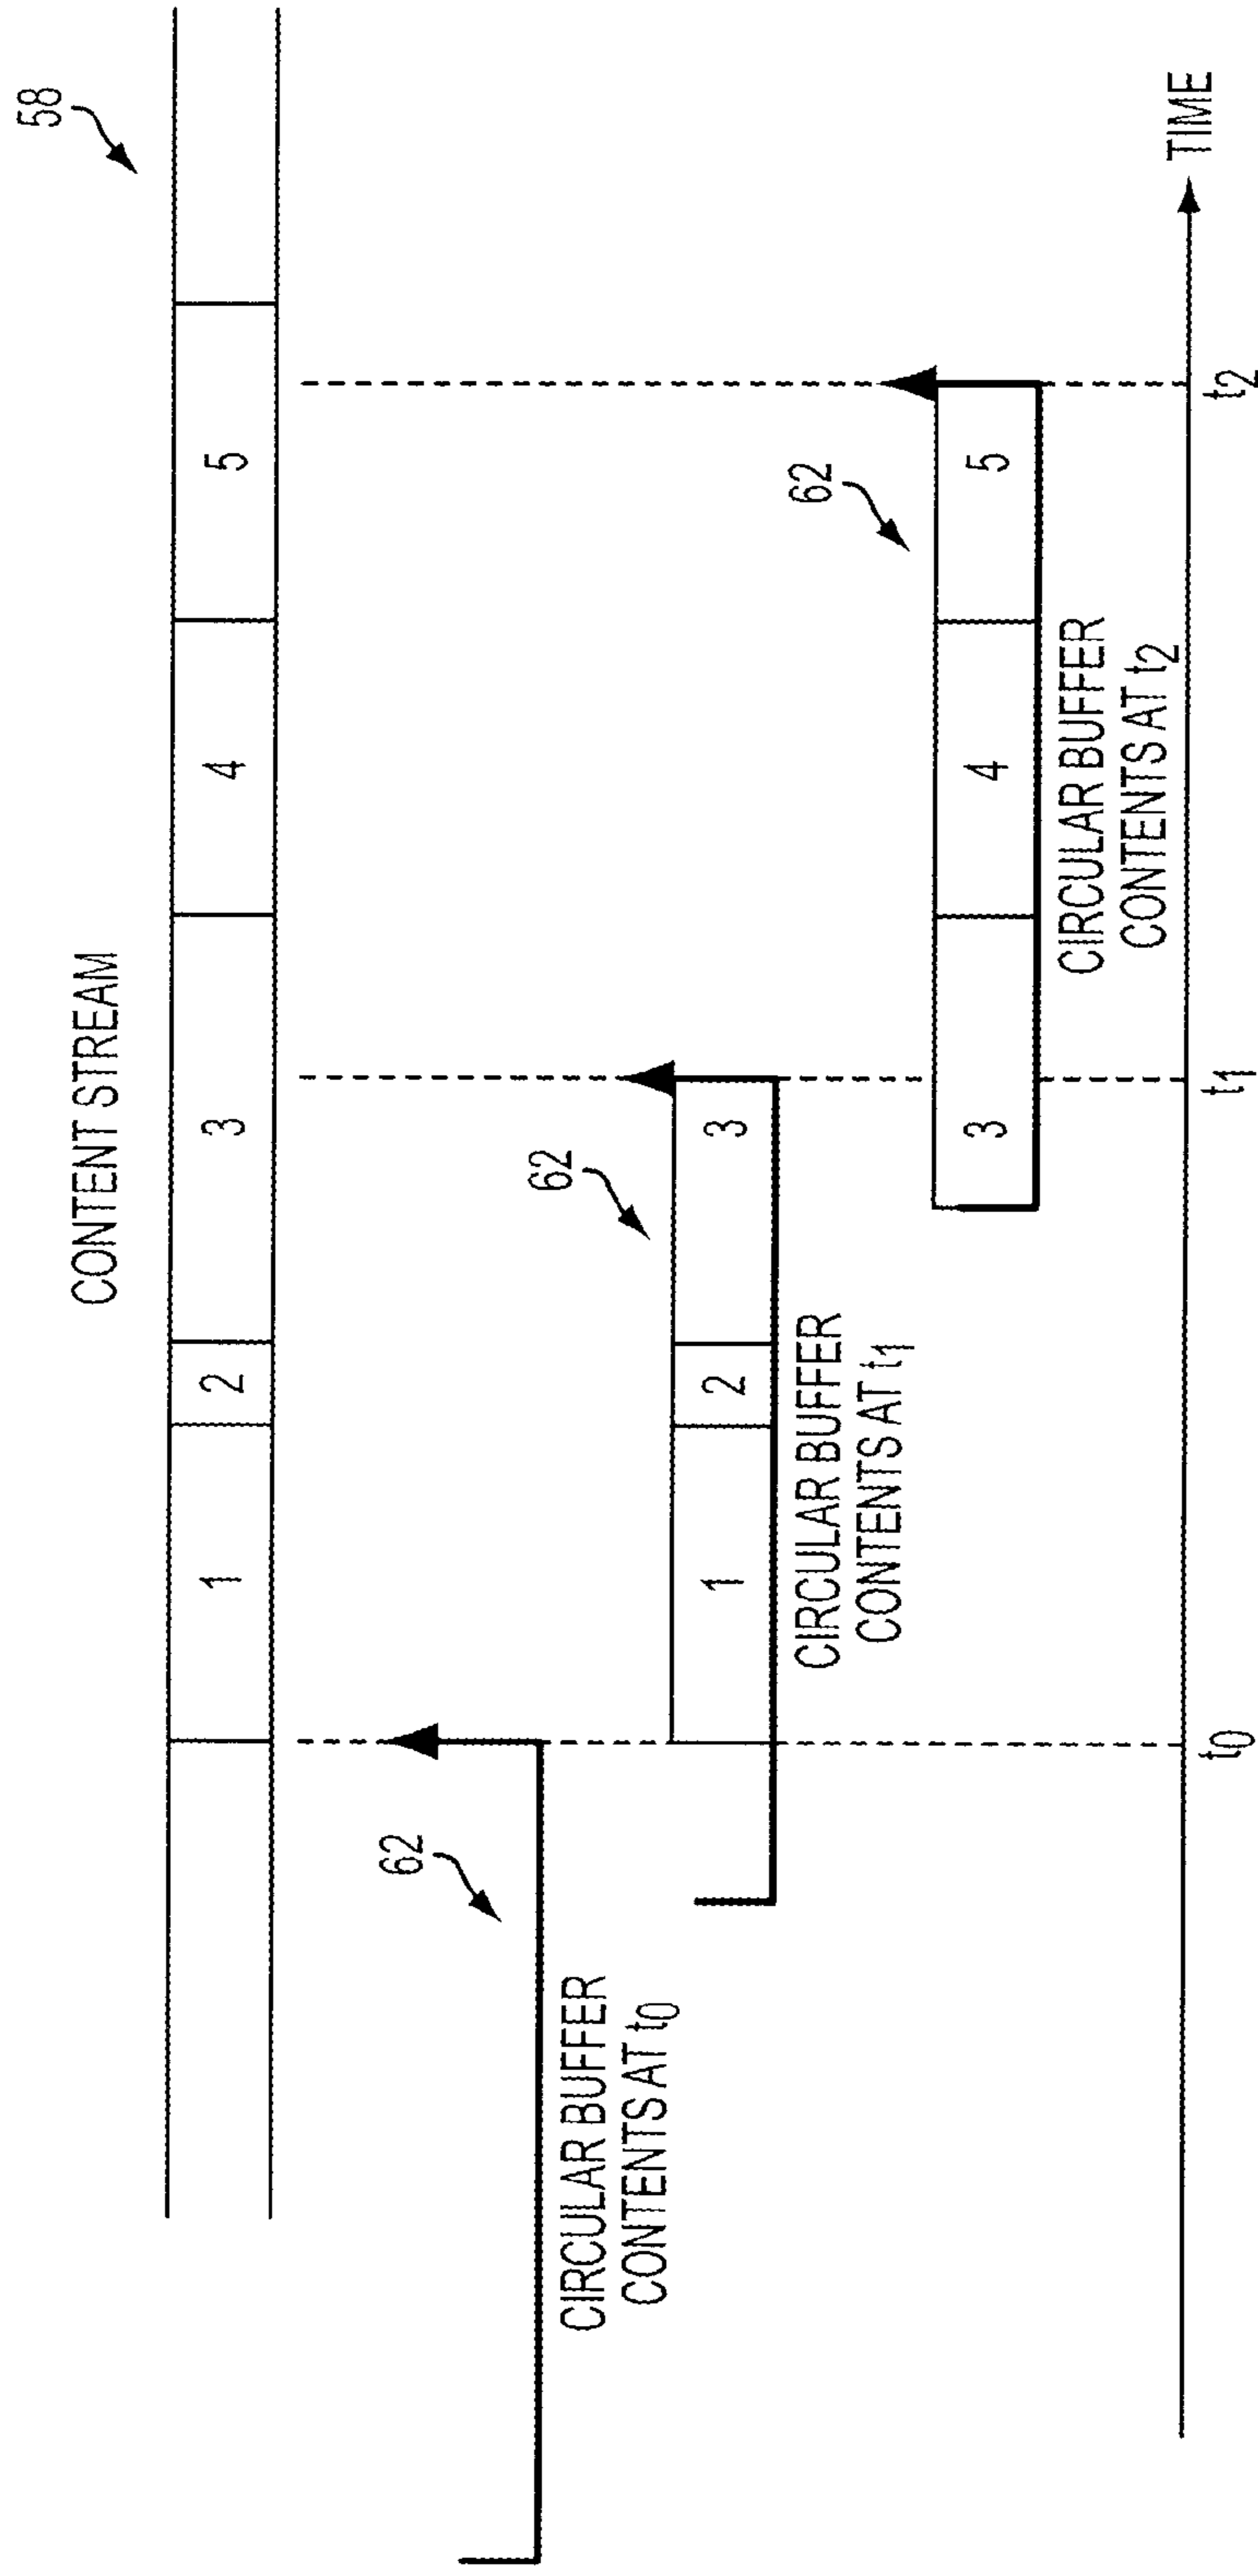 58
CONTENT STREAM
1
2
3
4
5
62
CIRCULAR BUFFER
CONTENTS AT t0
62
1
2
3
CIRCULAR BUFFER
CONTENTS AT t1
62
3
4
5
CIRCULAR BUFFER
CONTENTS AT t2
TIME
t0
t1
t2